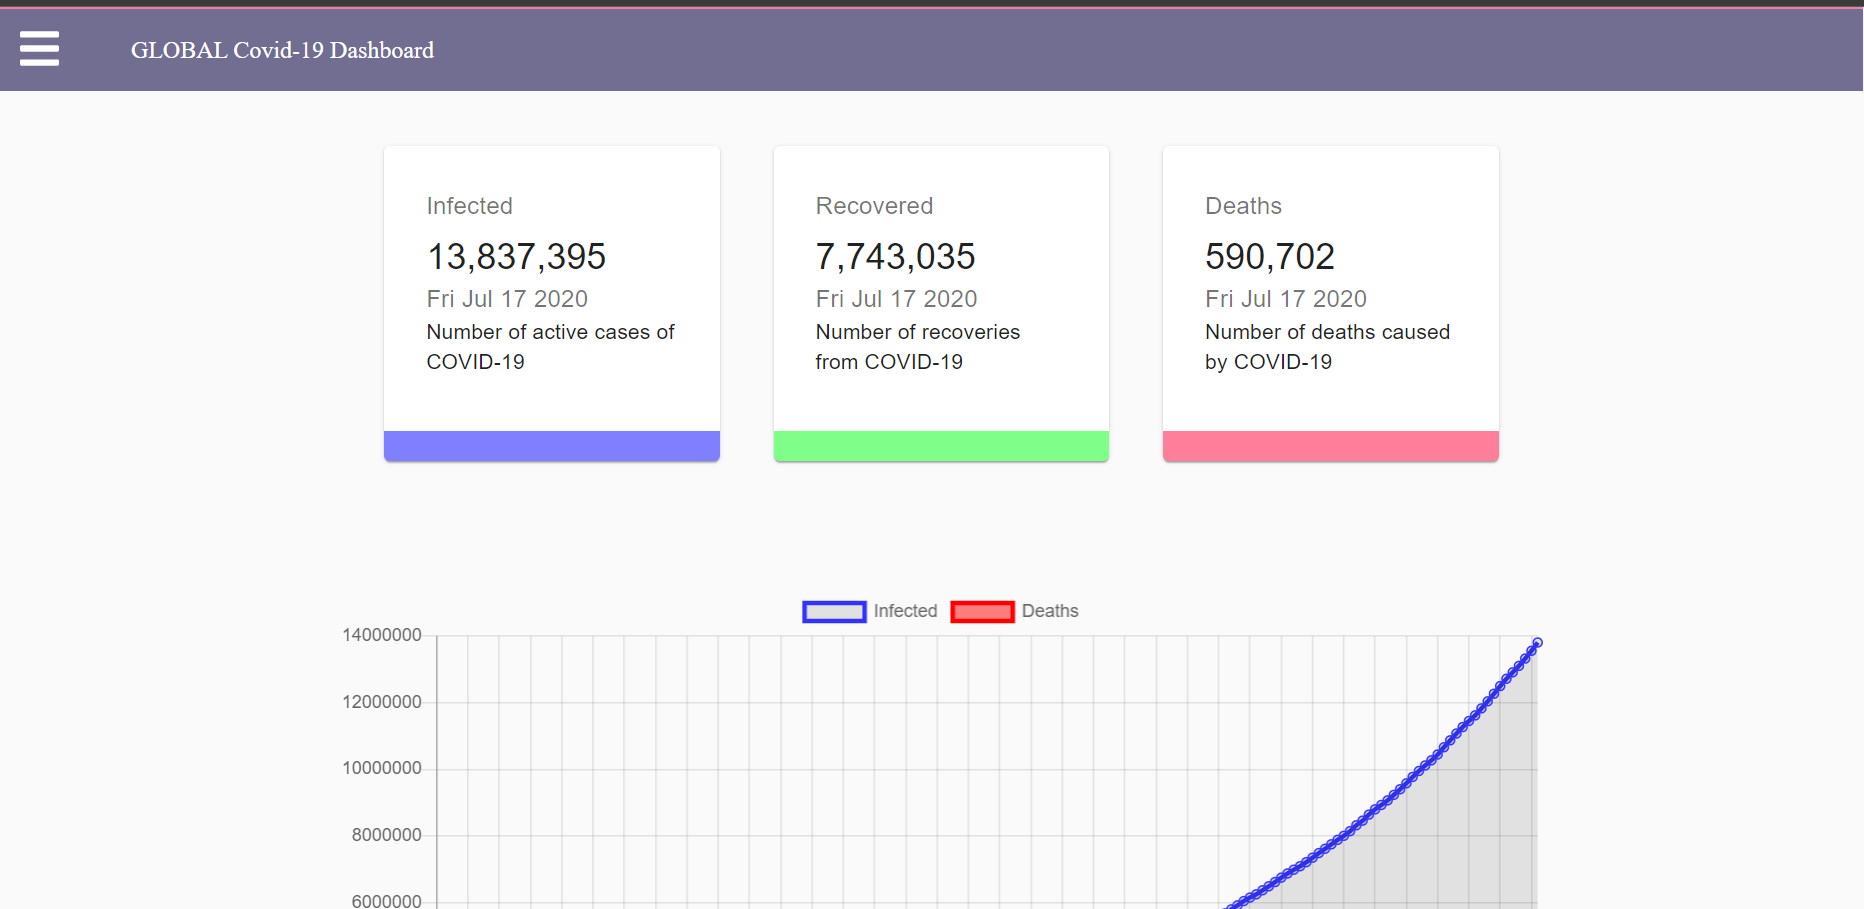 GLOBAL Covid-19 Dashboard
Infected
13,837,395
Fri Jul 17 2020
Number of active cases of
COVID-19
Recovered
7,743,035
Fri Jul 17 2020
Number of recoveries
from COVID-19
Deaths
590,702
Fri Jul 17 2020
Number of deaths caused
by COVID-19
Infected Deaths
14000000
12000000
10000000
8000000
6000000